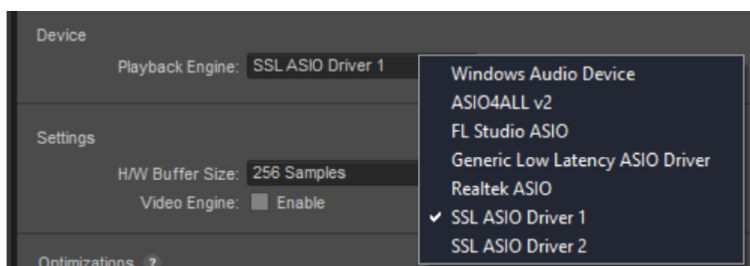 Device
Playback Engine: SSL ASIO Driver 1
Settings
H/W Buffer Size: 256 Samples
Video Engine: Enable
Optimizations ?
Windows Audio Device
ASIO4ALL v2
FL Studio ASIO
Generic Low Latency ASIO Driver
Realtek ASIO
✓ SSL ASIO Driver 1
SSL ASIO Driver 2